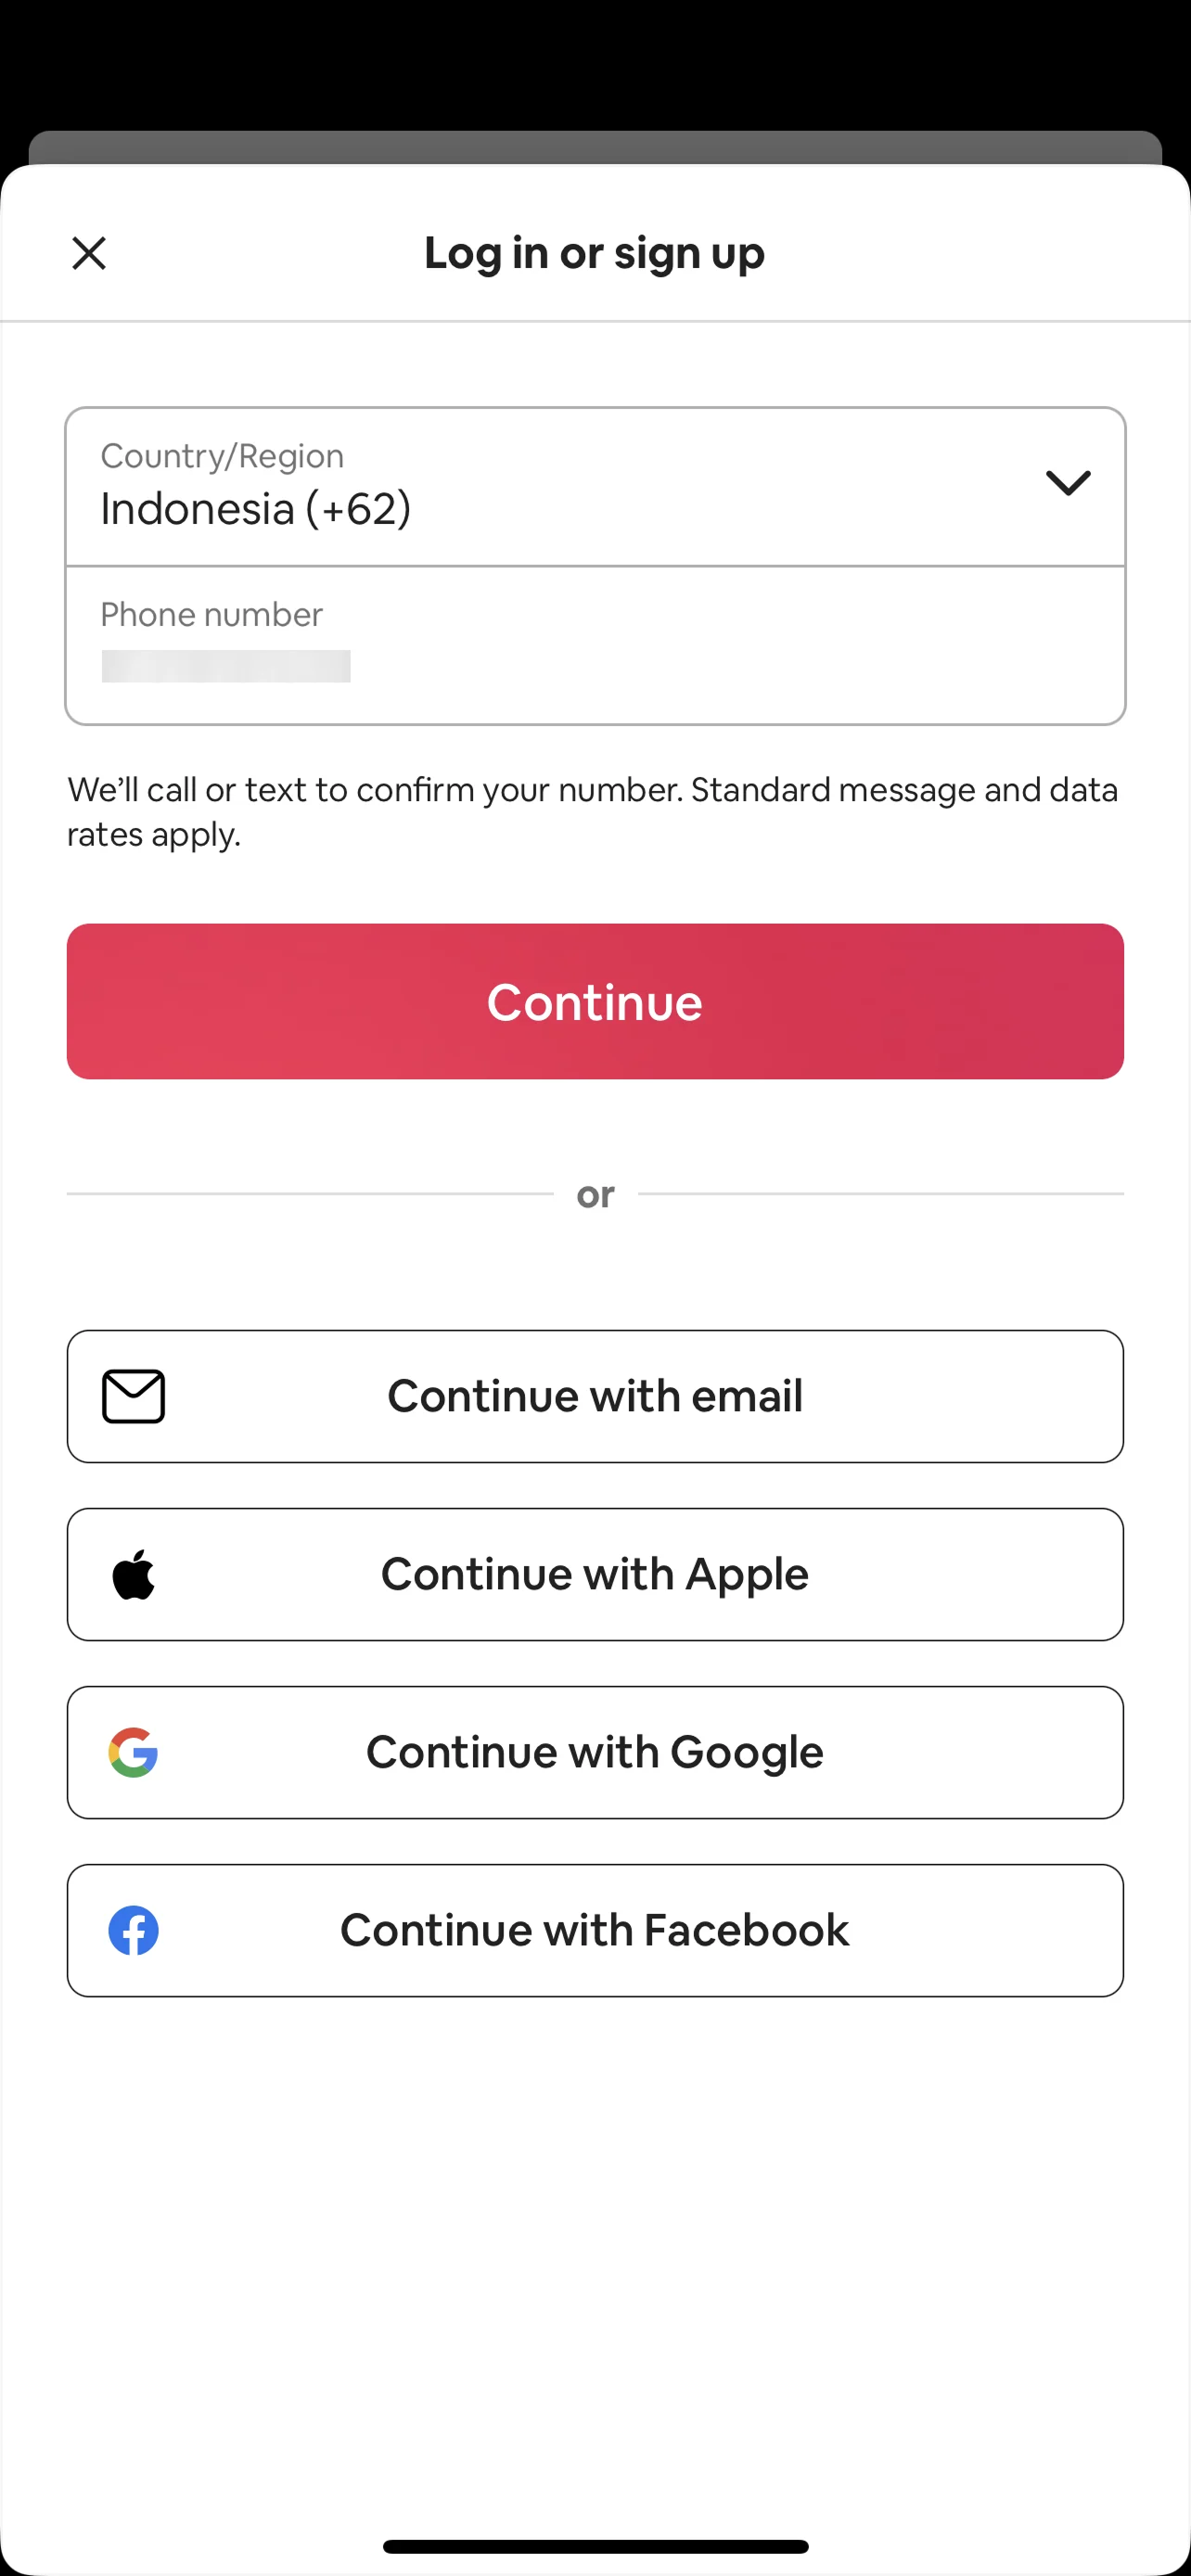 Log in or sign up
Country/Region
Indonesia (+62)
Phone number
We’ll call or text to confirm your number. Standard message and data
rates apply.
Continue
or
Continue with email
Continue with Apple
Continue with Google
Continue with Facebook